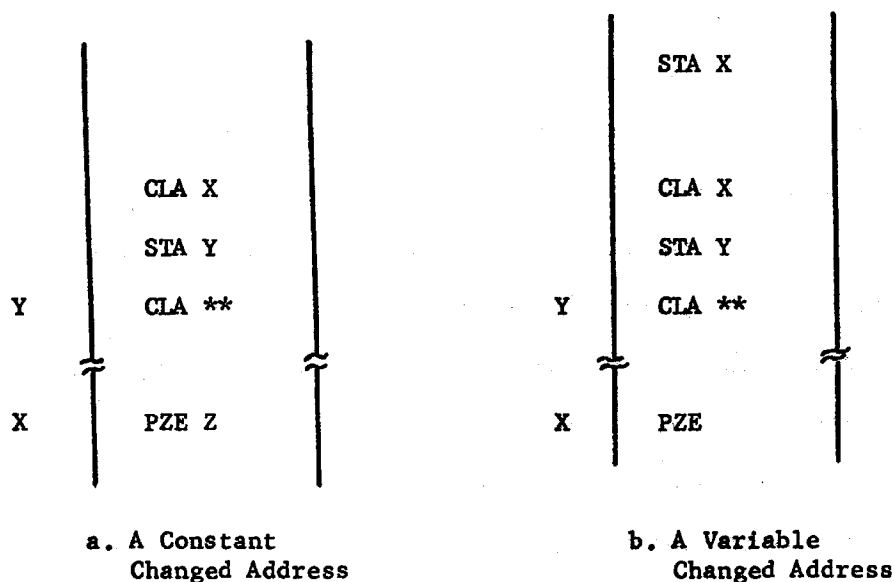 CLA X
STA Y
Y CLA **
X PZE Z
a. A Constant
Changed Address
STA X
CLA X
STA Y
Y CLA **
X PZE
b. A Variable
Changed Address